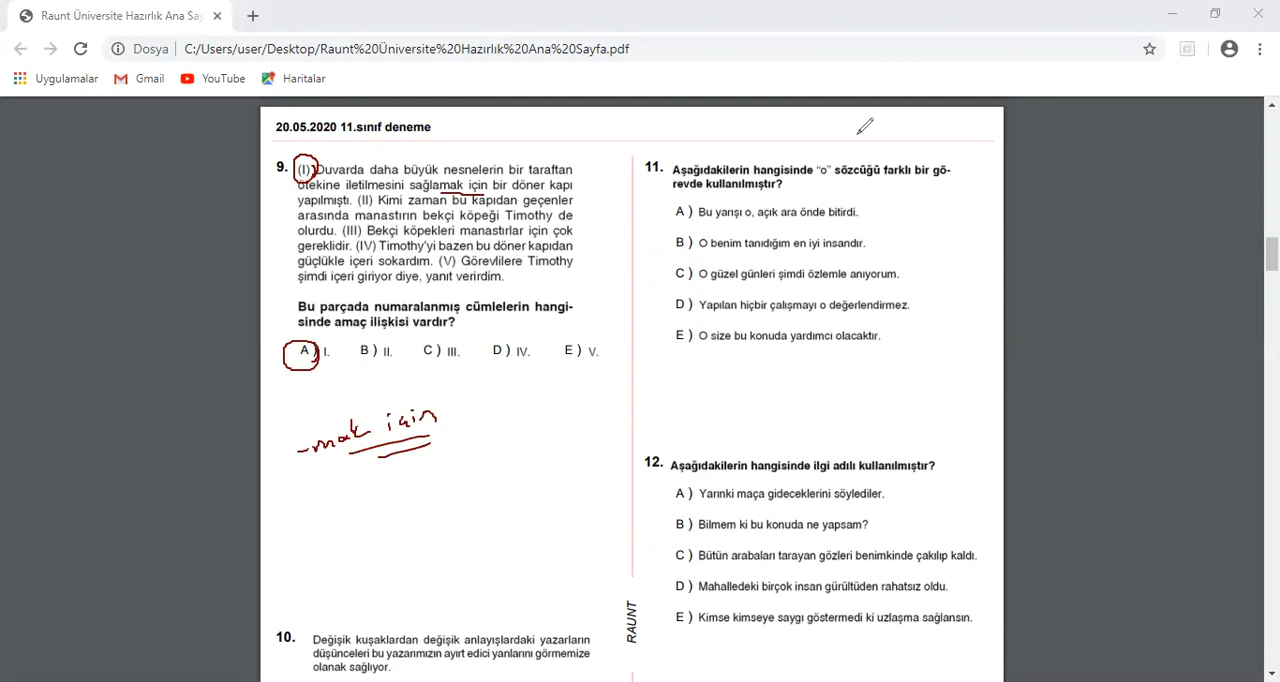 Raunt Üniversite Hazırlık Ana Say
Dosya
C:/Users/user/Desktop/Raunt%20Üniversite%20Hazırlık%20Ana%20Sayfa.pdf
Uygulamalar
Gmail
YouTube
Haritalar
20.05.2020 11.sınıf deneme
9. (I) Duvarda daha büyük nesnelerin bir taraftan
ötekine iletilmesini sağlamak için bir döner kapı
yapılmıştı. (II) Kimi zaman bu kapıdan geçenler
arasında manastırın bekçi köpeği Timothy de
olurdu. (III) Bekçi köpekleri manastırlar için çok
gereklidir. (IV) Timothy'yi bazen bu döner kapıdan
güçlükle içeri sokardım. (V) Görevlilere Timothy
şimdi içeri giriyor diye, yanıt verirdim.
Bu parçada numaralanmış cümlelerin hangi-
sinde amaç ilişkisi vardır?
A) I. B) II. C) III. D) IV. E) V.
-mak için
10. Değişik kuşaklardan değişik anlayışlardaki yazarların
düşünceleri bu yazarımızın ayırt edici yanlarını görmemize
olanak sağlıyor.
RAUNT
11. Aşağıdakilerin hangisinde “o” sözcüğü farklı bir gö-
revde kullanılmıştır?
A) Bu yarışı o, açık ara önde bitirdi.
B) O benim tanıdığım en iyi insandır.
C) O güzel günleri şimdi özlemle anıyorum.
D) Yapılan hiçbir çalışmayı o değerlendirmez.
E) O size bu konuda yardımcı olacaktır.
12. Aşağıdakilerin hangisinde ilgi adılı kullanılmıştır?
A) Yarınki maça gideceklerini söylediler.
B) Bilmem ki bu konuda ne yapsam?
C) Bütün arabaları tarayan gözleri benimkinde çakılıp kaldı.
D) Mahalledeki birçok insan gürültüden rahatsız oldu.
E) Kimse kimseye saygı göstermedi ki uzlaşma sağlansın.